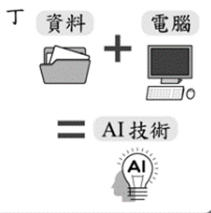 丁 資料 + 電腦
= AI技術
AI